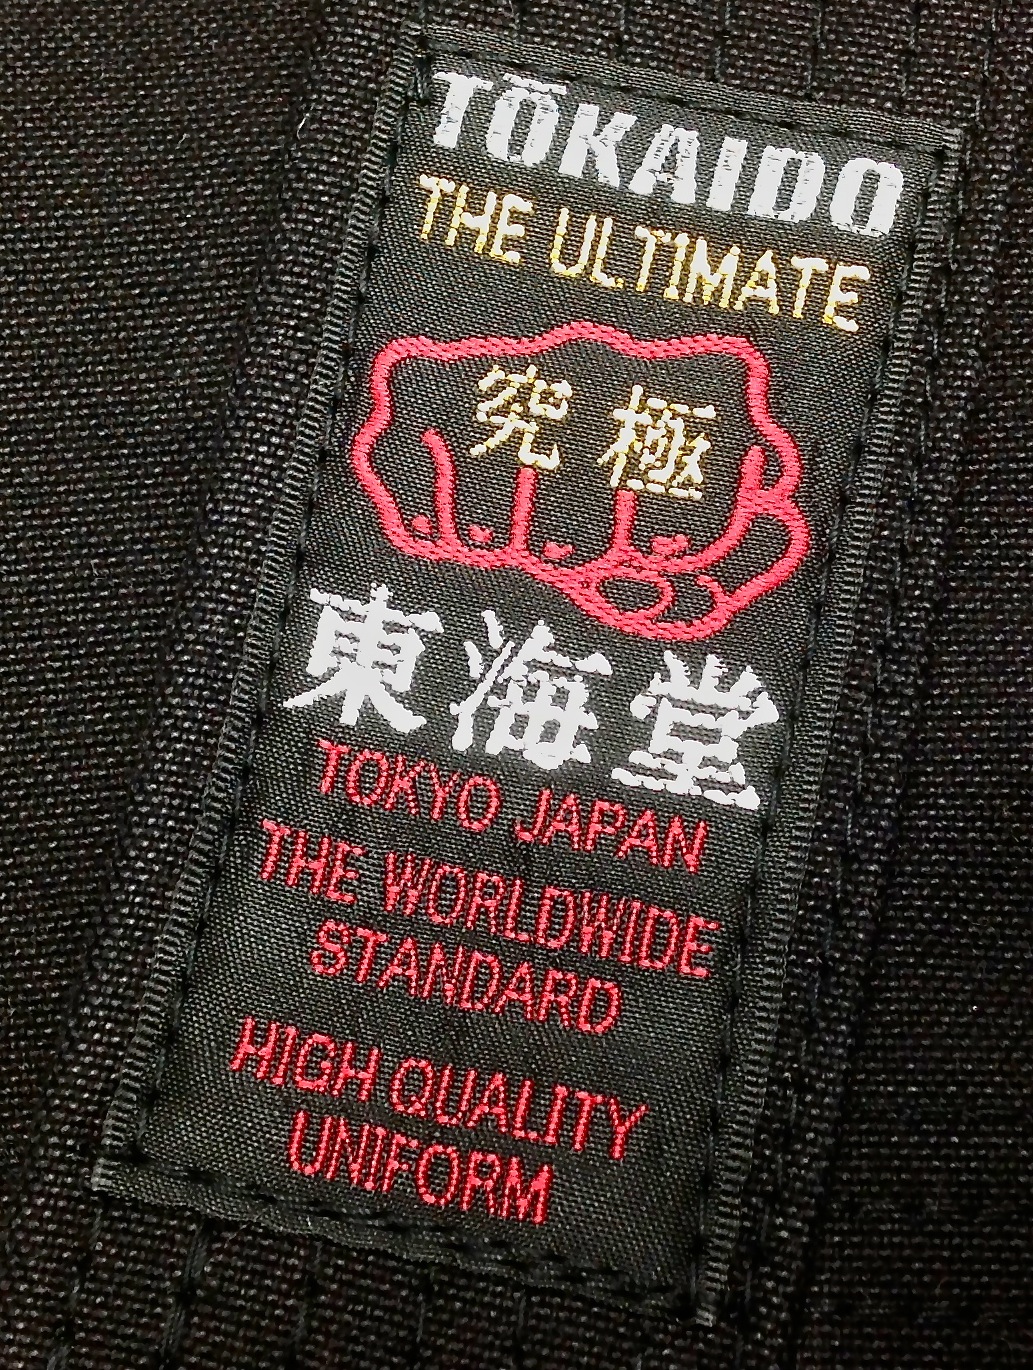 TŌKAIDO
THE ULTIMATE
究極
東海堂
TOKYO JAPAN
THE WORLDWIDE
STANDARD
HIGH QUALITY
UNIFORM